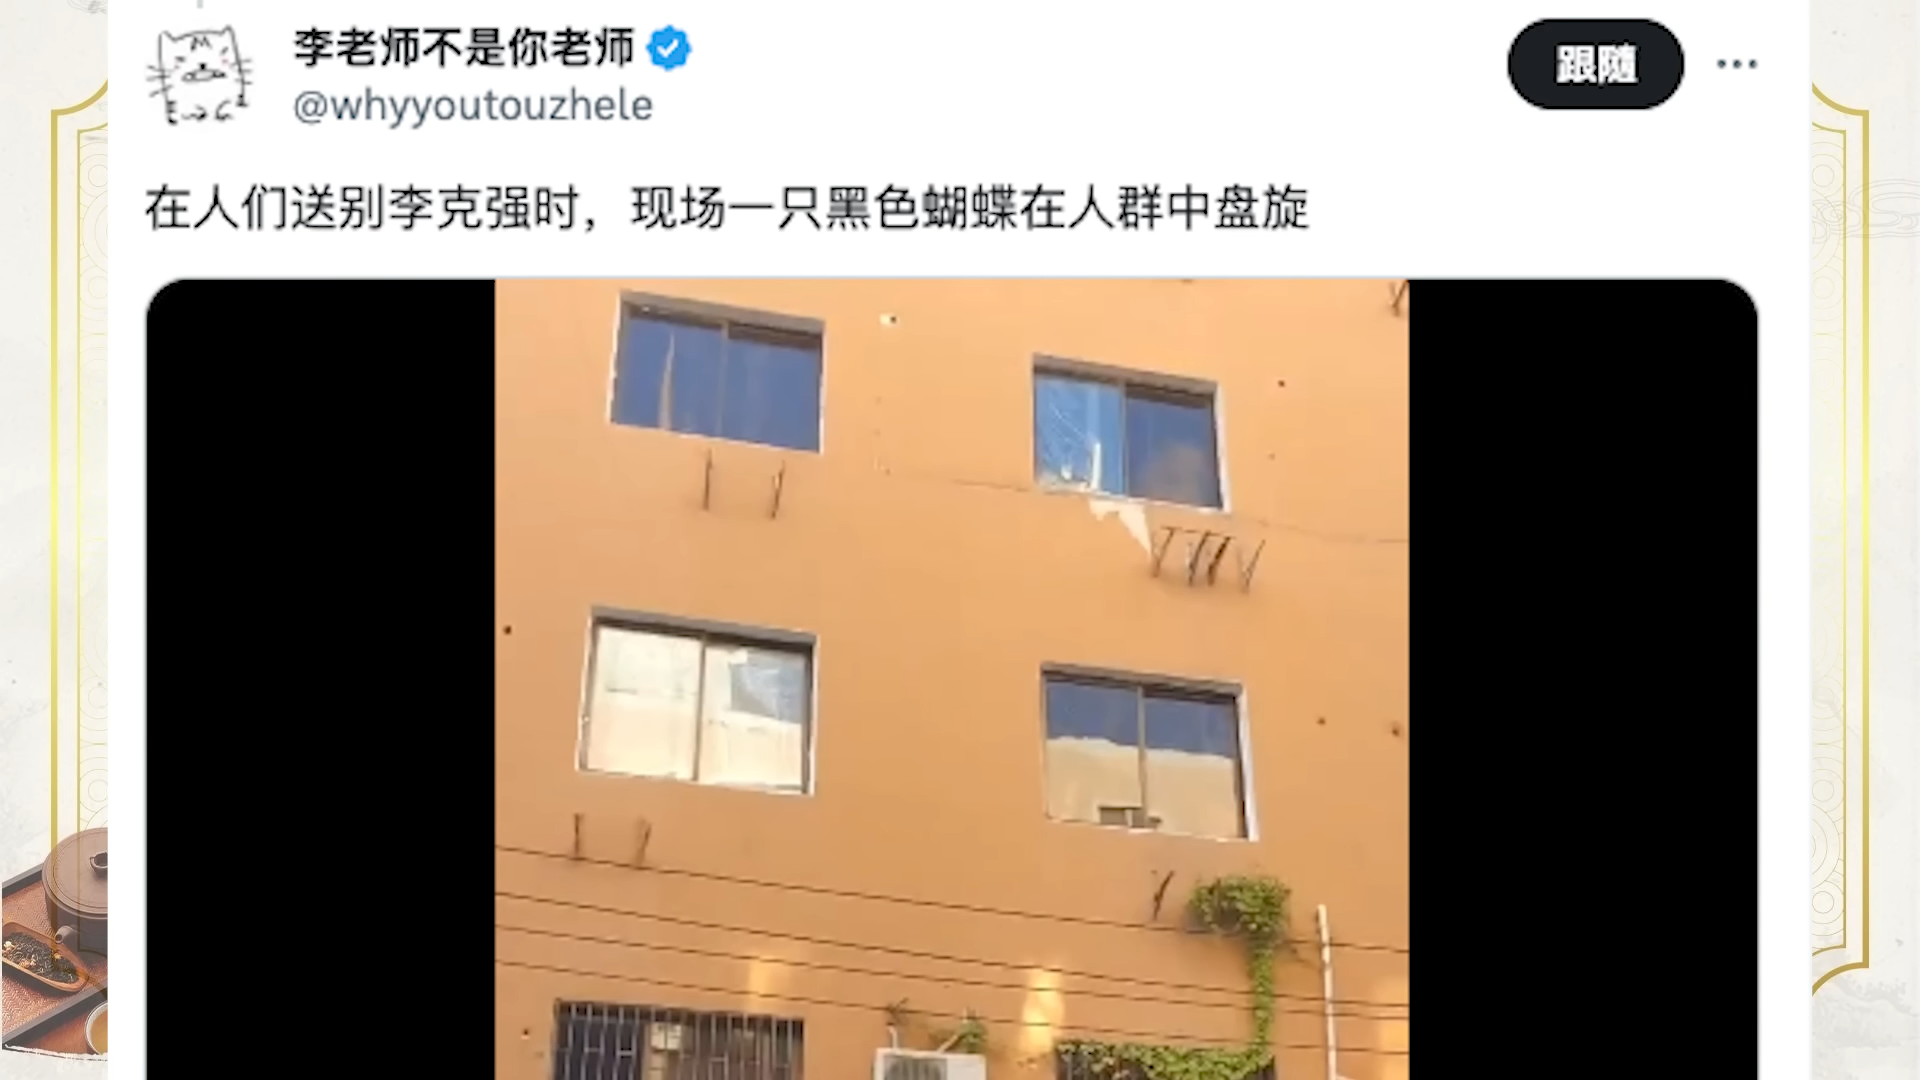 李老师不是你老师
跟隨
@whyyoutouzhele
在人们送别李克强时，现场一只黑色蝴蝶在人群中盘旋